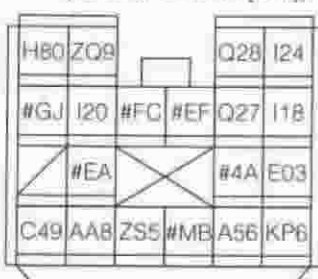 H80 ZQ9 Q28 I24
#GJ I20 #FC #EF Q27 I18
#EA #4A E03
C49 AA8 ZS5 #MB A56 KP6